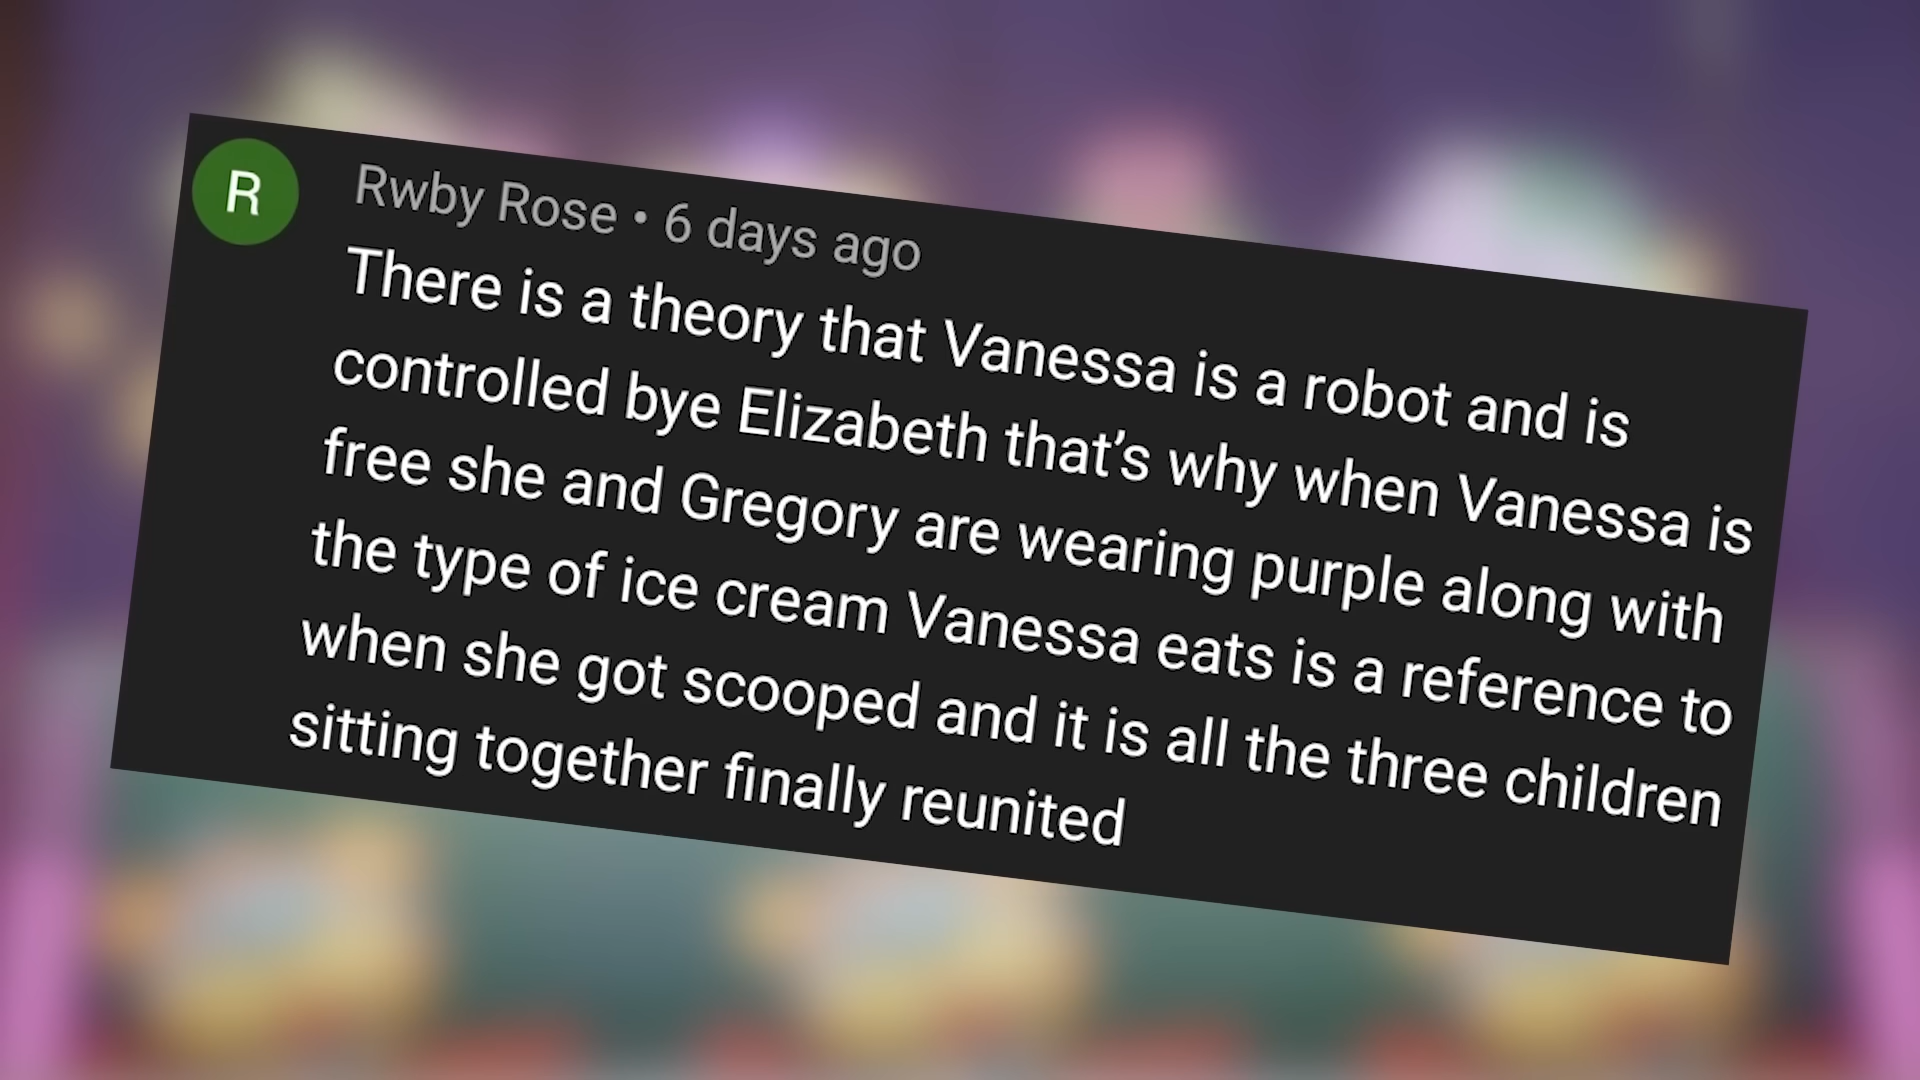 R
Rwby Rose • 6 days ago
There is a theory that Vanessa is a robot and is
controlled bye Elizabeth that’s why when Vanessa is
free she and Gregory are wearing purple along with
the type of ice cream Vanessa eats is a reference to
when she got scooped and it is all the three children
sitting together finally reunited